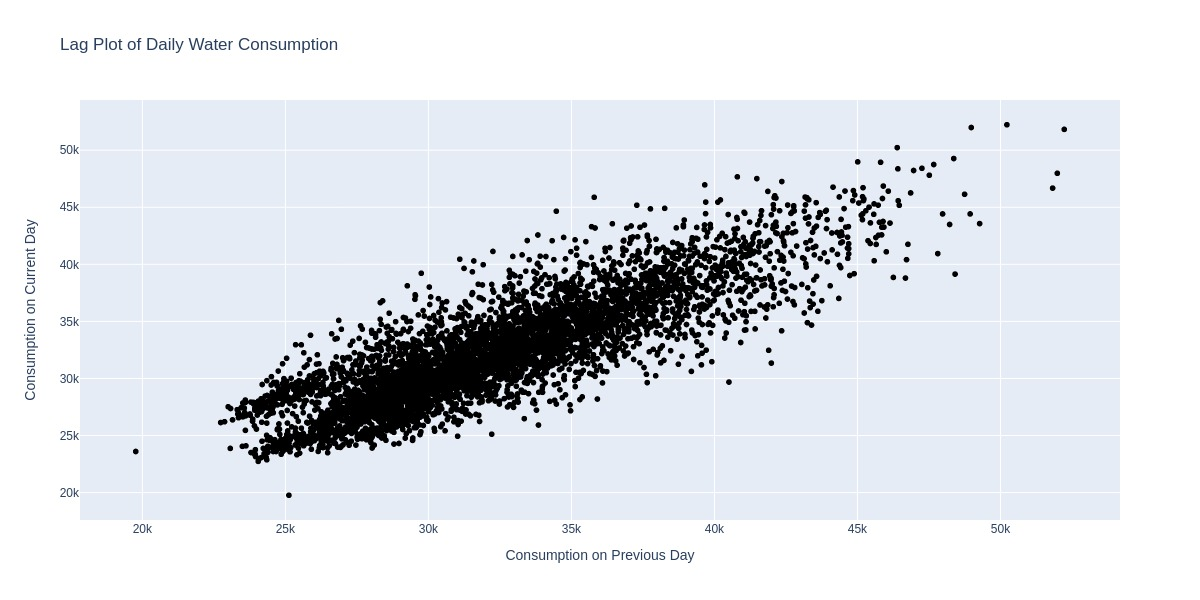 Lag Plot of Daily Water Consumption
Consumption on Current Day
50k
45k
40k
35k
30k
25k
20k
20k 25k 30k 35k 40k 45k 50k
Consumption on Previous Day